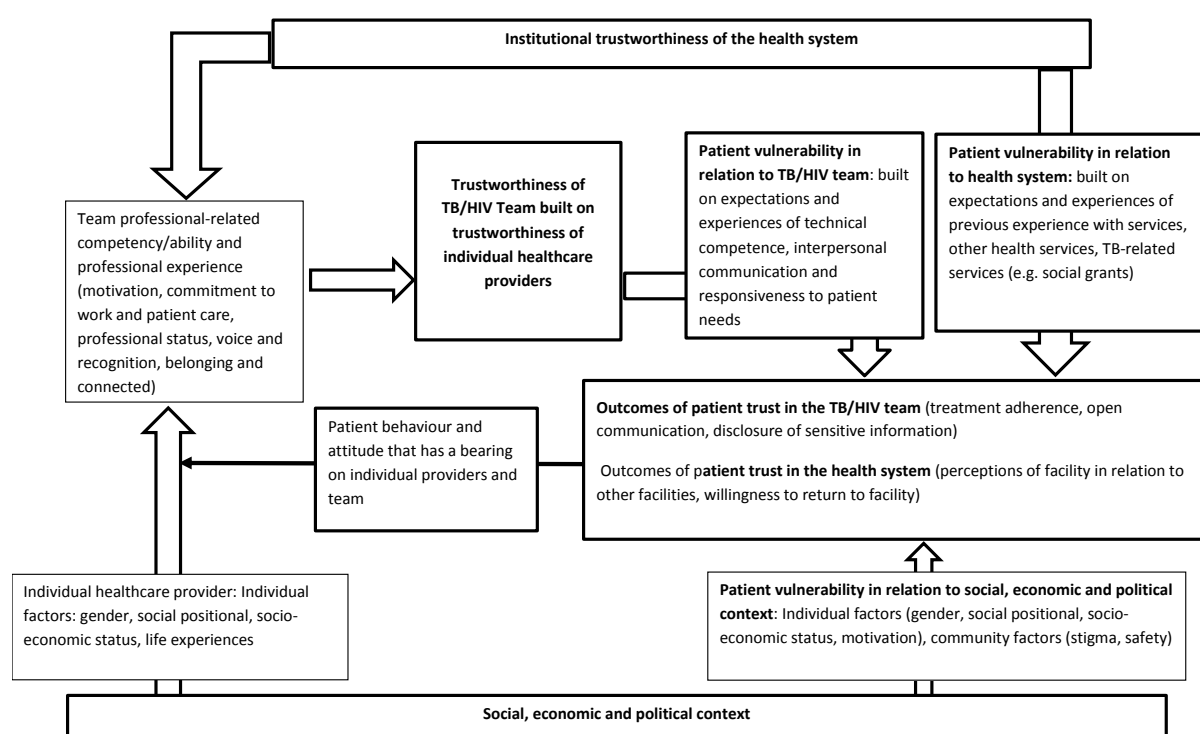 Institutional trustworthiness of the health system
Team professional-related
competency/ability and
professional experience
(motivation, commitment to
work and patient care,
professional status, voice and
recognition, belonging and
connected)
Trustworthiness of
TB/HIV Team built on
trustworthiness of
individual healthcare
providers
Patient vulnerability in
relation to TB/HIV team: built
on expectations and
experiences of technical
competence, interpersonal
communication and
responsiveness to patient
needs
Patient vulnerability in relation
to health system: built on
expectations and experiences of
previous experience with services,
other health services, TB-related
services (e.g. social grants)
Outcomes of patient trust in the TB/HIV team (treatment adherence, open
communication, disclosure of sensitive information)
Outcomes of patient trust in the health system (perceptions of facility in relation to
other facilities, willingness to return to facility)
Patient behaviour and
attitude that has a bearing
on individual providers and
team
Individual healthcare provider: Individual
factors: gender, social positional, socio-
economic status, life experiences
Patient vulnerability in relation to social, economic and political
context: Individual factors (gender, social positional, socio-
economic status, motivation), community factors (stigma, safety)
Social, economic and political context